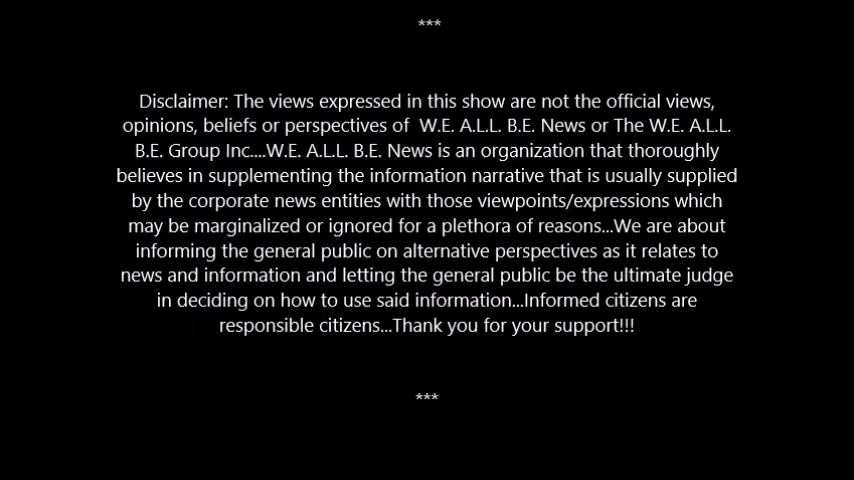 ***
Disclaimer: The views expressed in this show are not the official views,
opinions, beliefs or perspectives of  W.E. A.L.L. B.E. News or The W.E. A.L.L.
B.E. Group Inc....W.E. A.L.L. B.E. News is an organization that thoroughly
believes in supplementing the information narrative that is usually supplied
by the corporate news entities with those viewpoints/expressions which
may be marginalized or ignored for a plethora of reasons...We are about
informing the general public on alternative perspectives as it relates to
news and information and letting the general public be the ultimate judge
in deciding on how to use said information...Informed citizens are
responsible citizens...Thank you for your support!!!
***